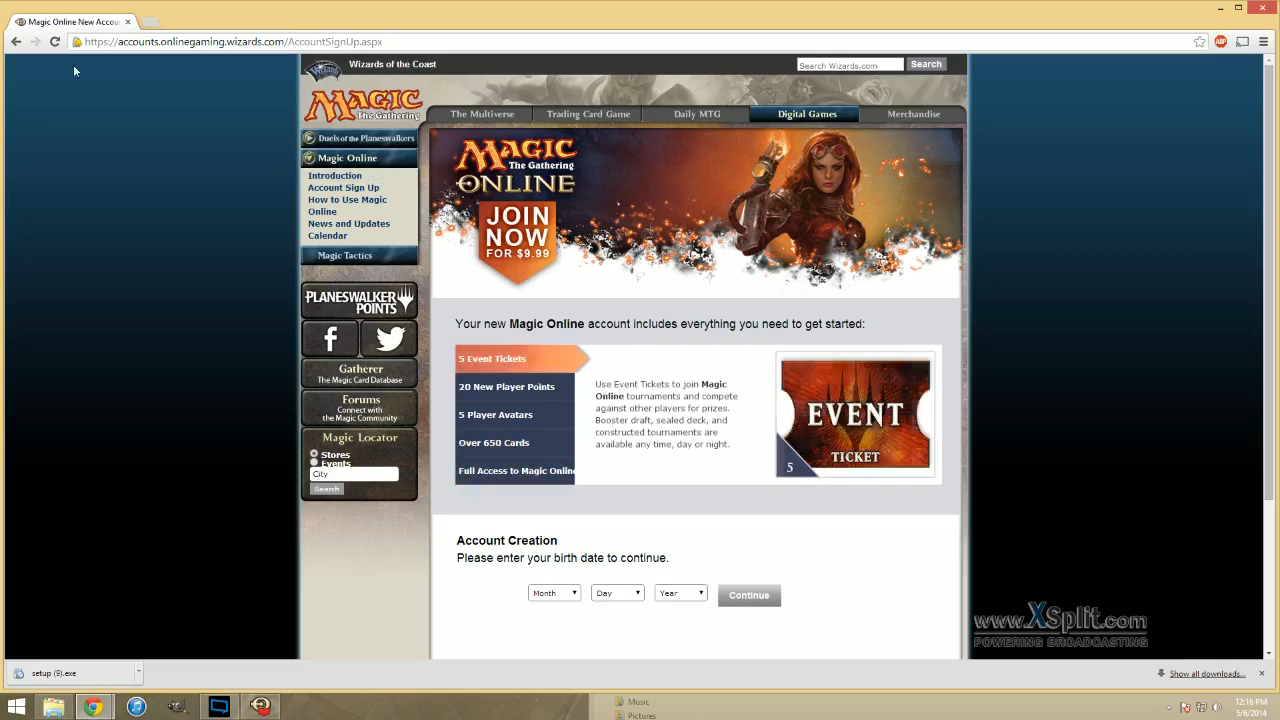 Magic Online New Accou
https://accounts.onlinegaming.wizards.com/AccountSignUp.aspx
ABP
Wizards of the Coast
Search Wizards.com
Search
MAGIC
The Gathering
The Multiverse
Trading Card Game
Daily MTG
Digital Games
Merchandise
Duels of the Planeswalkers
Magic Online
Introduction
Account Sign Up
How to Use Magic
Online
News and Updates
Calendar
Magic Tactics
PLANESWALKER
POINTS
Gatherer
The Magic Card Database
Forums
Connect with
the Magic Community
Magic Locator
Stores
Events
City
Search
MAGIC
The Gathering
ONLINE
JOIN
NOW
FOR $9.99
Your new Magic Online account includes everything you need to get started:
5 Event Tickets
20 New Player Points
5 Player Avatars
Over 650 Cards
Full Access to Magic Online
Use Event Tickets to join Magic
Online tournaments and compete
against other players for prizes.
Booster draft, sealed deck, and
constructed tournaments are
available any time, day or night.
EVENT
TICKET
5
Account Creation
Please enter your birth date to continue.
Month
Day
Year
Continue
www.XSplit.com
POWERING BROADCASTING
setup (9).exe
Show all downloads...
Music
Pictures
12:16 PM
5/6/2014